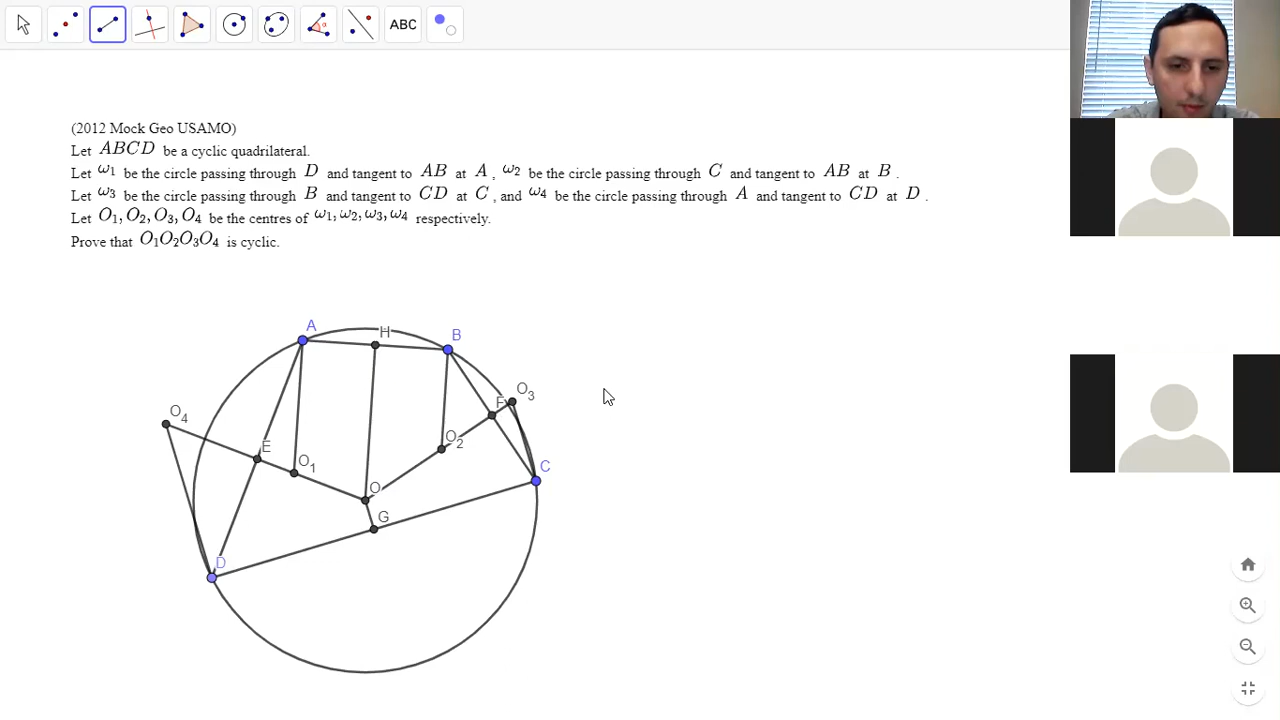 ABC
(2012 Mock Geo USAMO)
Let ABCD be a cyclic quadrilateral.
Let ω₁ be the circle passing through D and tangent to AB at A, ω₂ be the circle passing through C and tangent to AB at B.
Let ω₃ be the circle passing through B and tangent to CD at C, and ω₄ be the circle passing through A and tangent to CD at D.
Let O₁, O₂, O₃, O₄ be the centres of ω₁, ω₂, ω₃, ω₄ respectively.
Prove that O₁O₂O₃O₄ is cyclic.
A
H
B
O₃
F
O₄
E
O₂
O₁
C
O
G
D